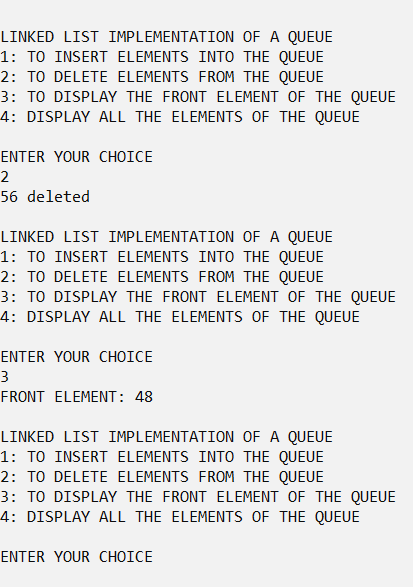 LINKED LIST IMPLEMENTATION OF A QUEUE
1: TO INSERT ELEMENTS INTO THE QUEUE
2: TO DELETE ELEMENTS FROM THE QUEUE
3: TO DISPLAY THE FRONT ELEMENT OF THE QUEUE
4: DISPLAY ALL THE ELEMENTS OF THE QUEUE
ENTER YOUR CHOICE
2
56 deleted
LINKED LIST IMPLEMENTATION OF A QUEUE
1: TO INSERT ELEMENTS INTO THE QUEUE
2: TO DELETE ELEMENTS FROM THE QUEUE
3: TO DISPLAY THE FRONT ELEMENT OF THE QUEUE
4: DISPLAY ALL THE ELEMENTS OF THE QUEUE
ENTER YOUR CHOICE
3
FRONT ELEMENT: 48
LINKED LIST IMPLEMENTATION OF A QUEUE
1: TO INSERT ELEMENTS INTO THE QUEUE
2: TO DELETE ELEMENTS FROM THE QUEUE
3: TO DISPLAY THE FRONT ELEMENT OF THE QUEUE
4: DISPLAY ALL THE ELEMENTS OF THE QUEUE
ENTER YOUR CHOICE